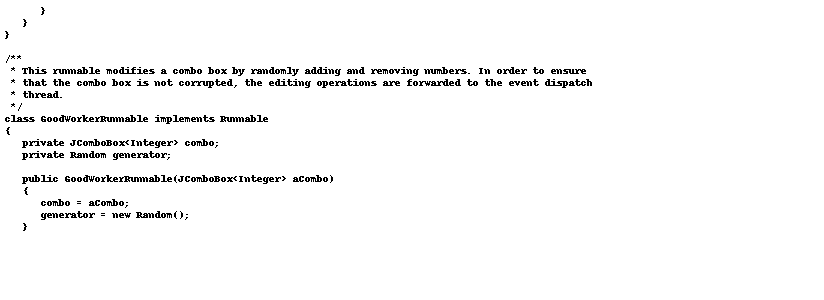 }
   }
}

/**
 * This runnable modifies a combo box by randomly adding and removing numbers. In order to ensure
 * that the combo box is not corrupted, the editing operations are forwarded to the event dispatch
 * thread.
 */
class GoodWorkerRunnable implements Runnable
{
   private JComboBox<Integer> combo;
   private Random generator;

   public GoodWorkerRunnable(JComboBox<Integer> aCombo)
   {
      combo = aCombo;
      generator = new Random();
   }